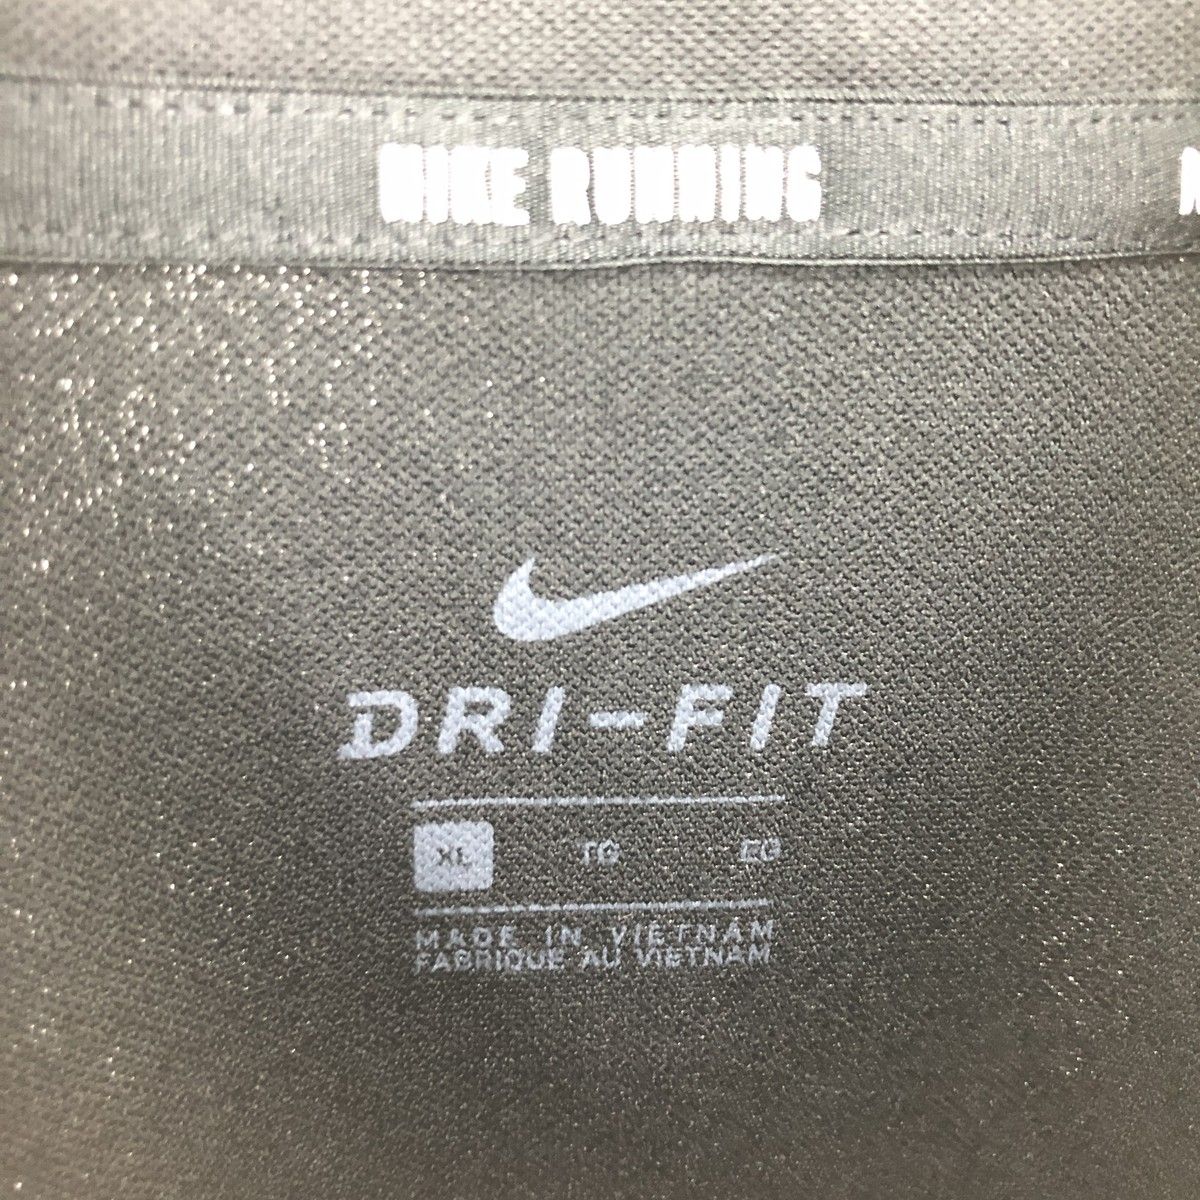 NIKE RUNNING
DRI-FIT
XL TG EG
MADE IN VIETNAM
FABRIQUE AU VIETNAM